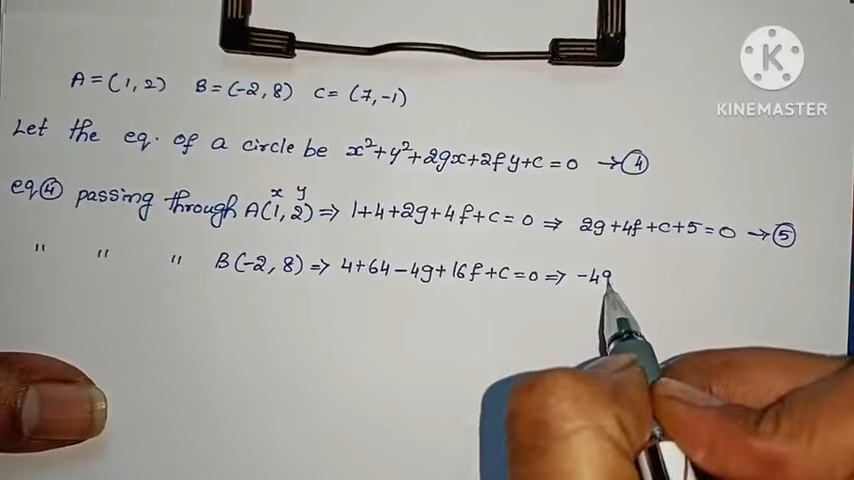 K
KINEMASTER
A = (1, 2) B = (-2, 8) C = (7, -1)
Let the eq. of a circle be x²+y²+2gx+2fy+c = 0 → ④
eq ④ passing through A(1, 2) ⇒ 1+4+2g+4f+c = 0 ⇒ 2g+4f+c+5 = 0 → ⑤
x y
" " " B(-2, 8) ⇒ 4+64-4g+16f+c = 0 ⇒ -4g